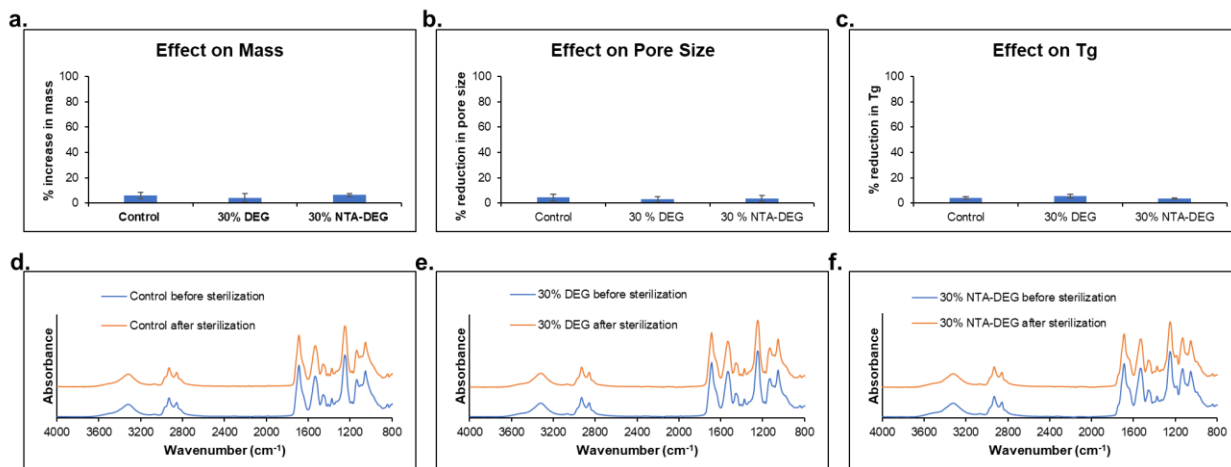 a.
Effect on Mass
% increase in mass
100
80
60
40
20
0
Control
30% DEG
30% NTA-DEG
b.
Effect on Pore Size
% reduction in pore size
100
80
60
40
20
0
Control
30 % DEG
30 % NTA-DEG
c.
Effect on Tg
% reduction in Tg
100
80
60
40
20
0
Control
30% DEG
30% NTA-DEG
d.
Control before sterilization
Control after sterilization
Absorbance
4000 3600 3200 2800 2400 2000 1600 1200 800
Wavenumber (cm⁻¹)
e.
30% DEG before sterilization
30% DEG after sterilization
Absorbance
4000 3600 3200 2800 2400 2000 1600 1200 800
Wavenumber (cm⁻¹)
f.
30% NTA-DEG before sterilization
30% NTA-DEG after sterilization
Absorbance
4000 3600 3200 2800 2400 2000 1600 1200 800
Wavenumber (cm⁻¹)